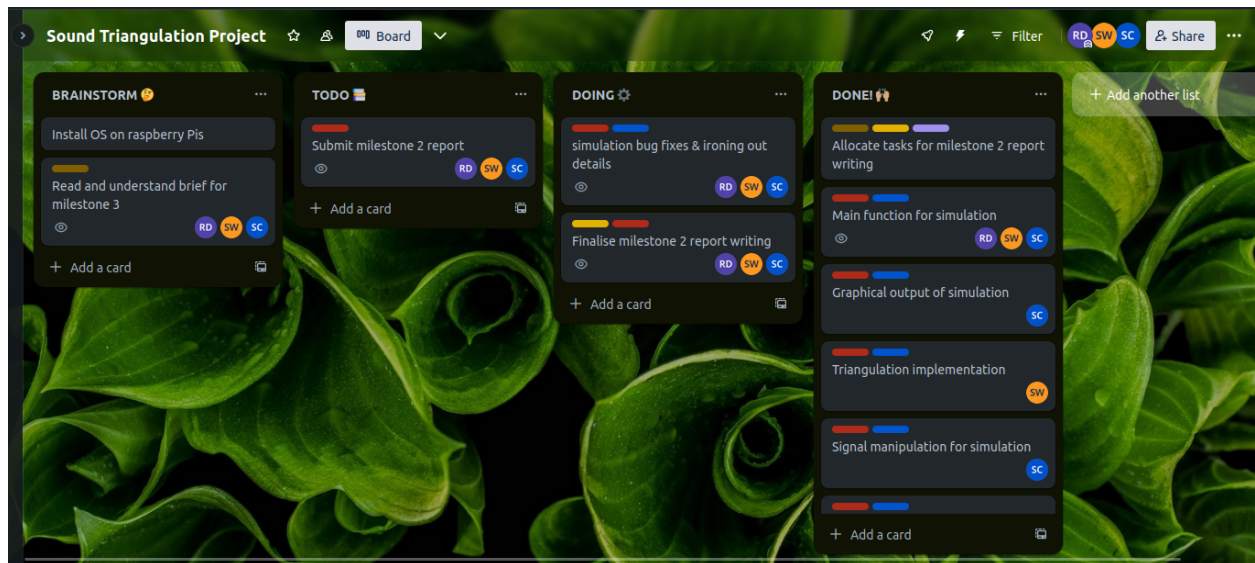 Sound Triangulation Project
Board
Filter
RD SW SC
Share
BRAINSTORM 🤔
Install OS on raspberry Pis
Read and understand brief for
milestone 3
RD SW SC
+ Add a card
TODO 📚
Submit milestone 2 report
RD SW SC
+ Add a card
DOING ⚙️
simulation bug fixes & ironing out
details
RD SW SC
Finalise milestone 2 report writing
RD SW SC
+ Add a card
DONE! 🙌
Allocate tasks for milestone 2 report
writing
Main function for simulation
RD SW SC
Graphical output of simulation
SC
Triangulation implementation
SW
Signal manipulation for simulation
SC
+ Add a card
+ Add another list